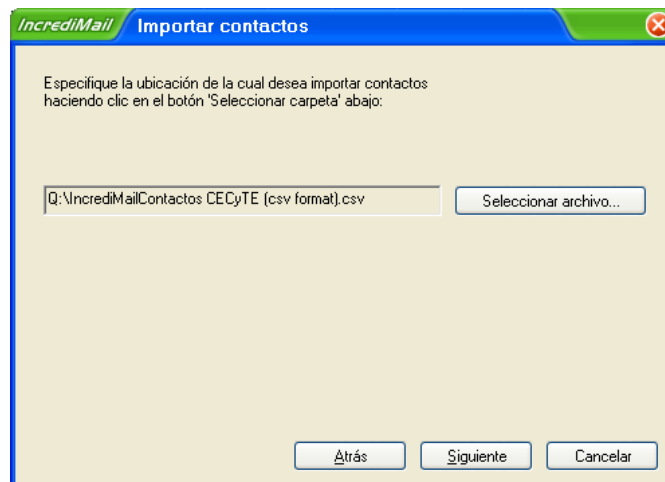 IncrediMail Importar contactos
Especifique la ubicación de la cual desea importar contactos
haciendo clic en el botón 'Seleccionar carpeta' abajo:
Q:\IncrediMailContactos CECyTE (csv format).csv
Seleccionar archivo...
Atrás Siguiente Cancelar